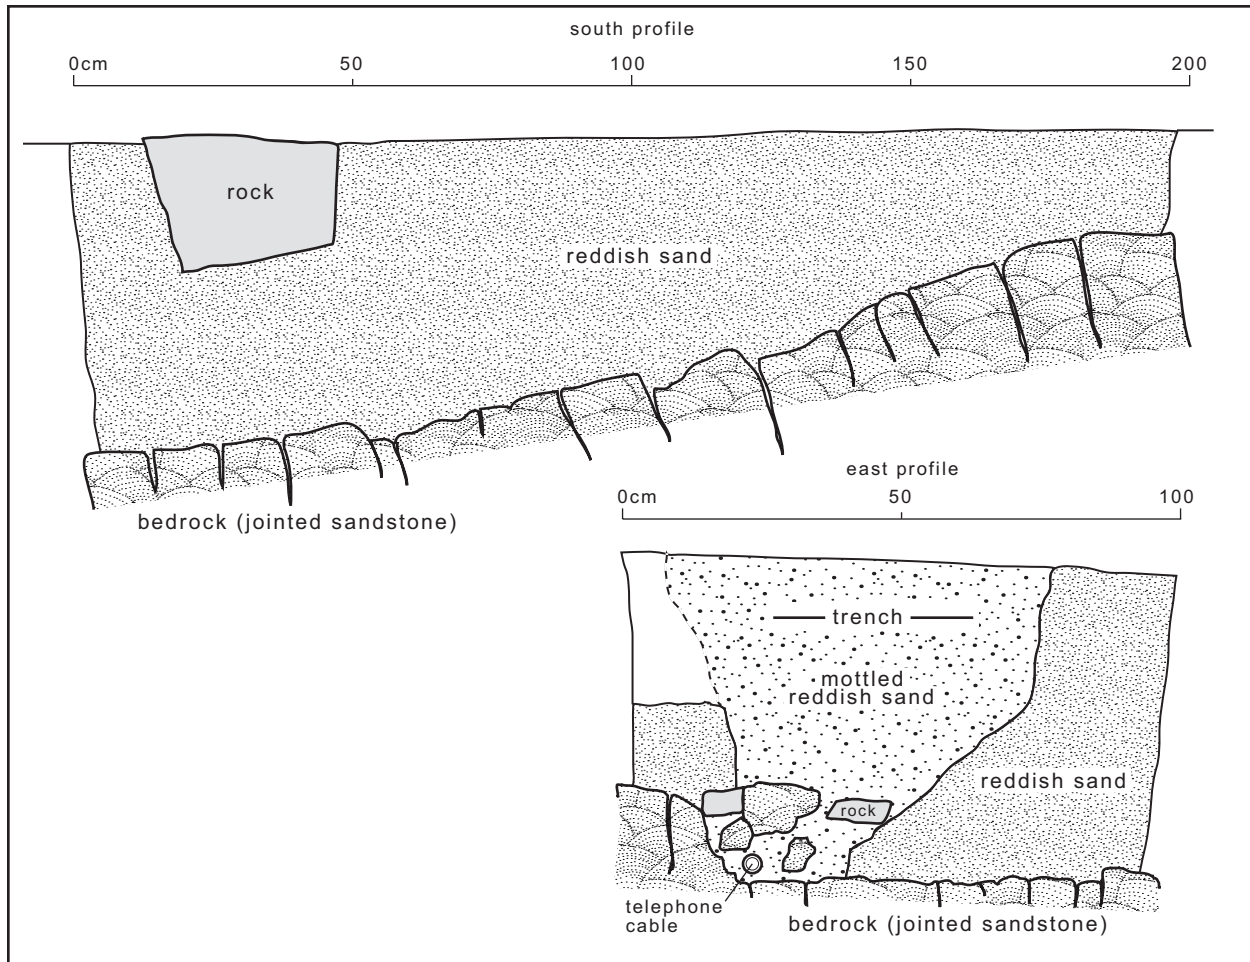 south profile
0cm 50 100 150 200
rock
reddish sand
bedrock (jointed sandstone)
east profile
0cm 50 100
trench
mottled
reddish sand
reddish sand
rock
telephone
cable
bedrock (jointed sandstone)